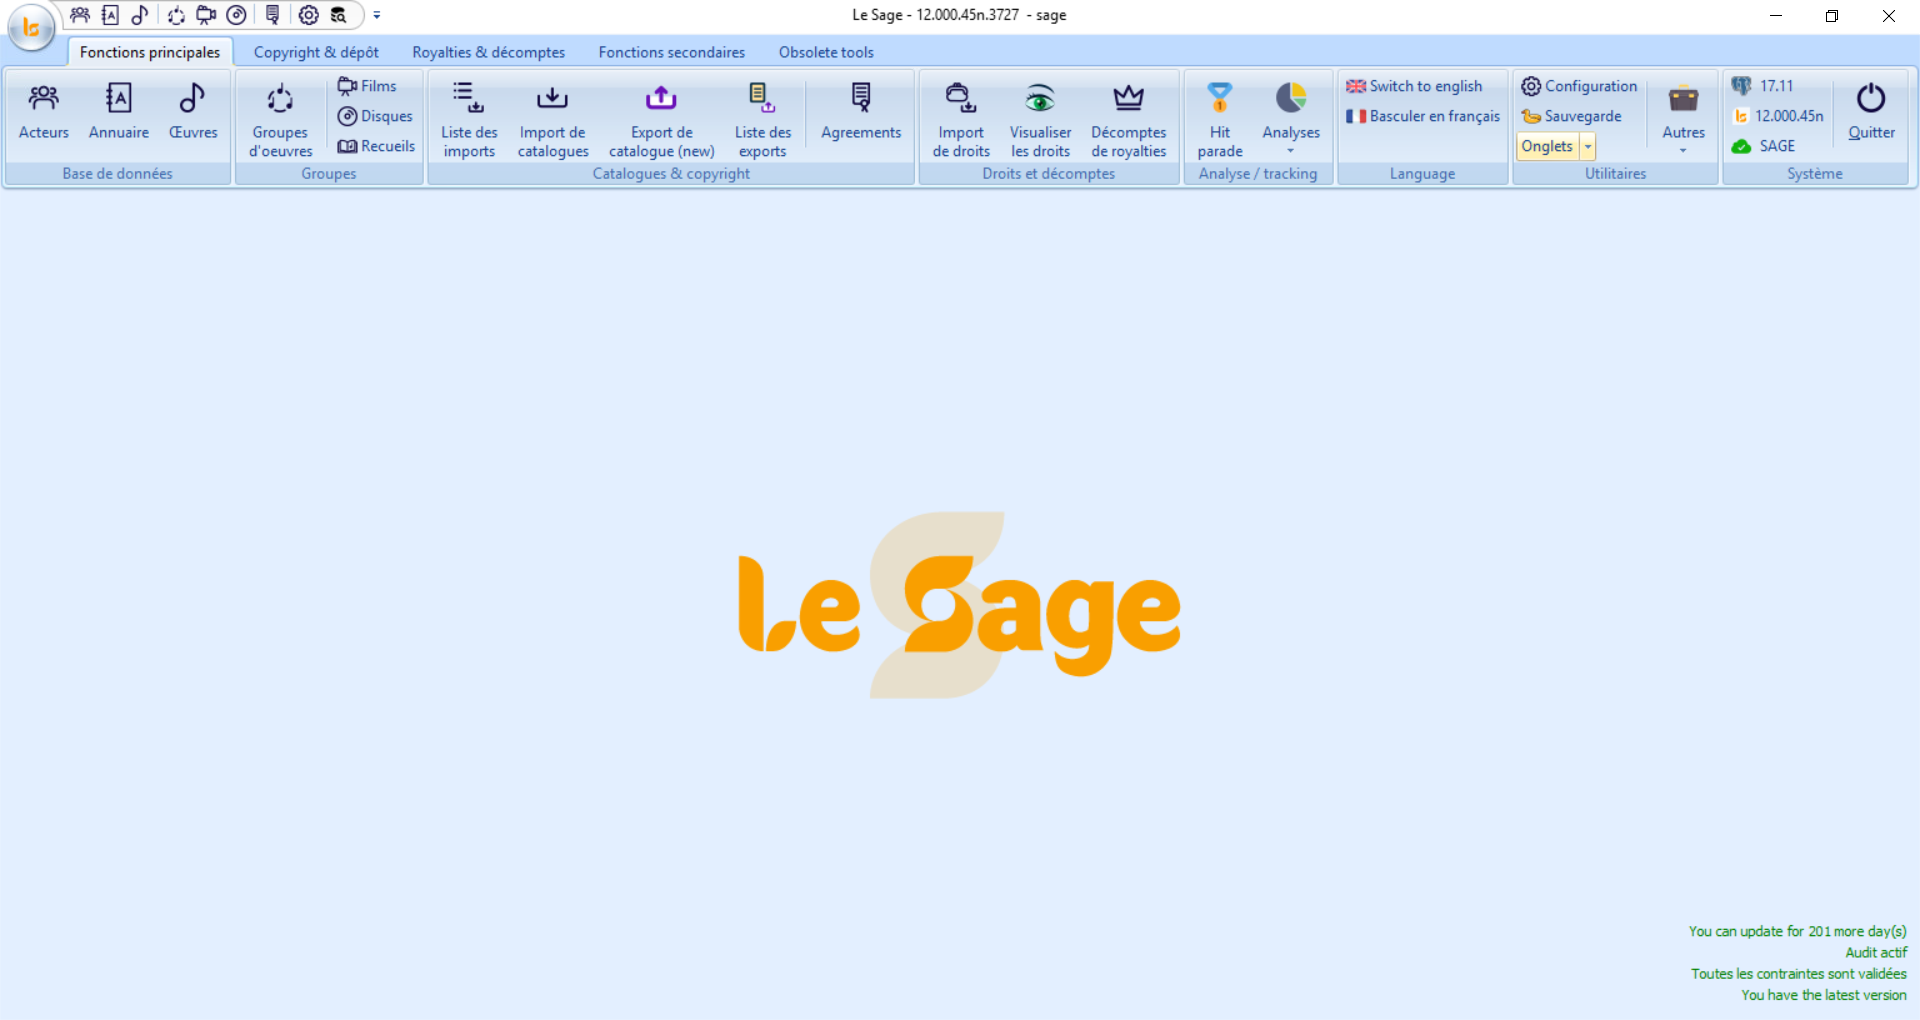 Le Sage - 12.000.45n.3727 - sage
Fonctions principales
Copyright & dépôt
Royalties & décomptes
Fonctions secondaires
Obsolete tools
Acteurs
Annuaire
Œuvres
Base de données
Groupes
d'oeuvres
Films
Disques
Recueils
Groupes
Liste des
imports
Import de
catalogues
Export de
catalogue (new)
Liste des
exports
Agreements
Catalogues & copyright
Import
de droits
Visualiser
les droits
Décomptes
de royalties
Droits et décomptes
Hit
parade
Analyses
Analyse / tracking
Switch to english
Basculer en français
Language
Configuration
Sauvegarde
Onglets
Autres
Utilitaires
17.11
12.000.45n
SAGE
Quitter
Système
Le Sage
You can update for 201 more day(s)
Audit actif
Toutes les contraintes sont validées
You have the latest version